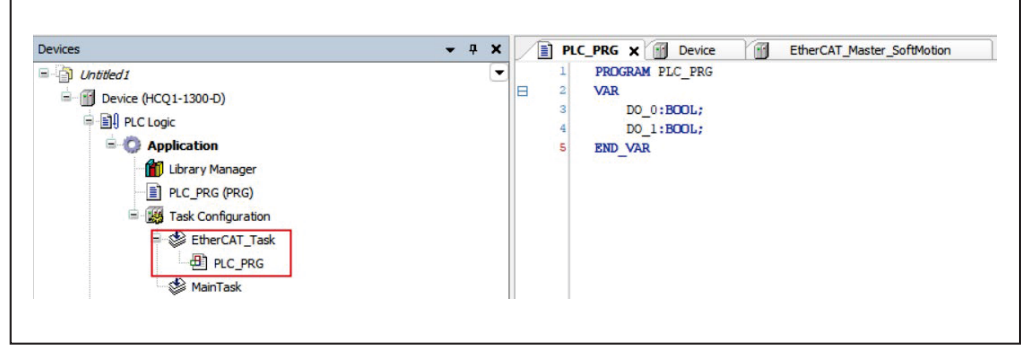 Devices
Untitled1
Device (HCQ1-1300-D)
PLC Logic
Application
Library Manager
PLC_PRG (PRG)
Task Configuration
EtherCAT_Task
PLC_PRG
MainTask
PLC_PRG Device EtherCAT_Master_SoftMotion
1 PROGRAM PLC_PRG
2 VAR
3 DO_0:BOOL;
4 DO_1:BOOL;
5 END_VAR